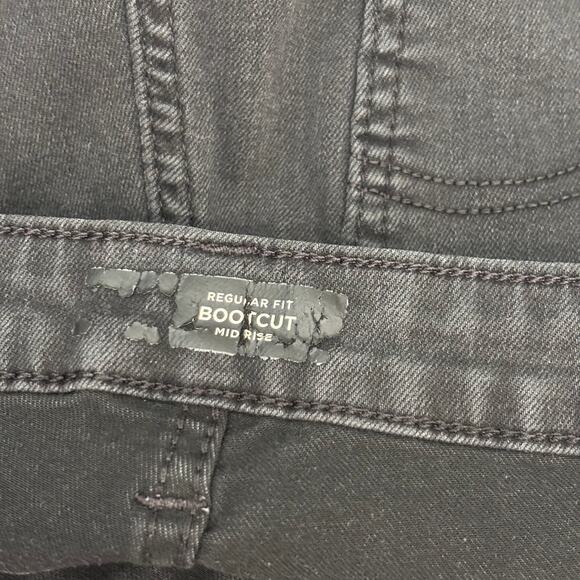 REGULAR FIT
BOOTCUT
MID RISE